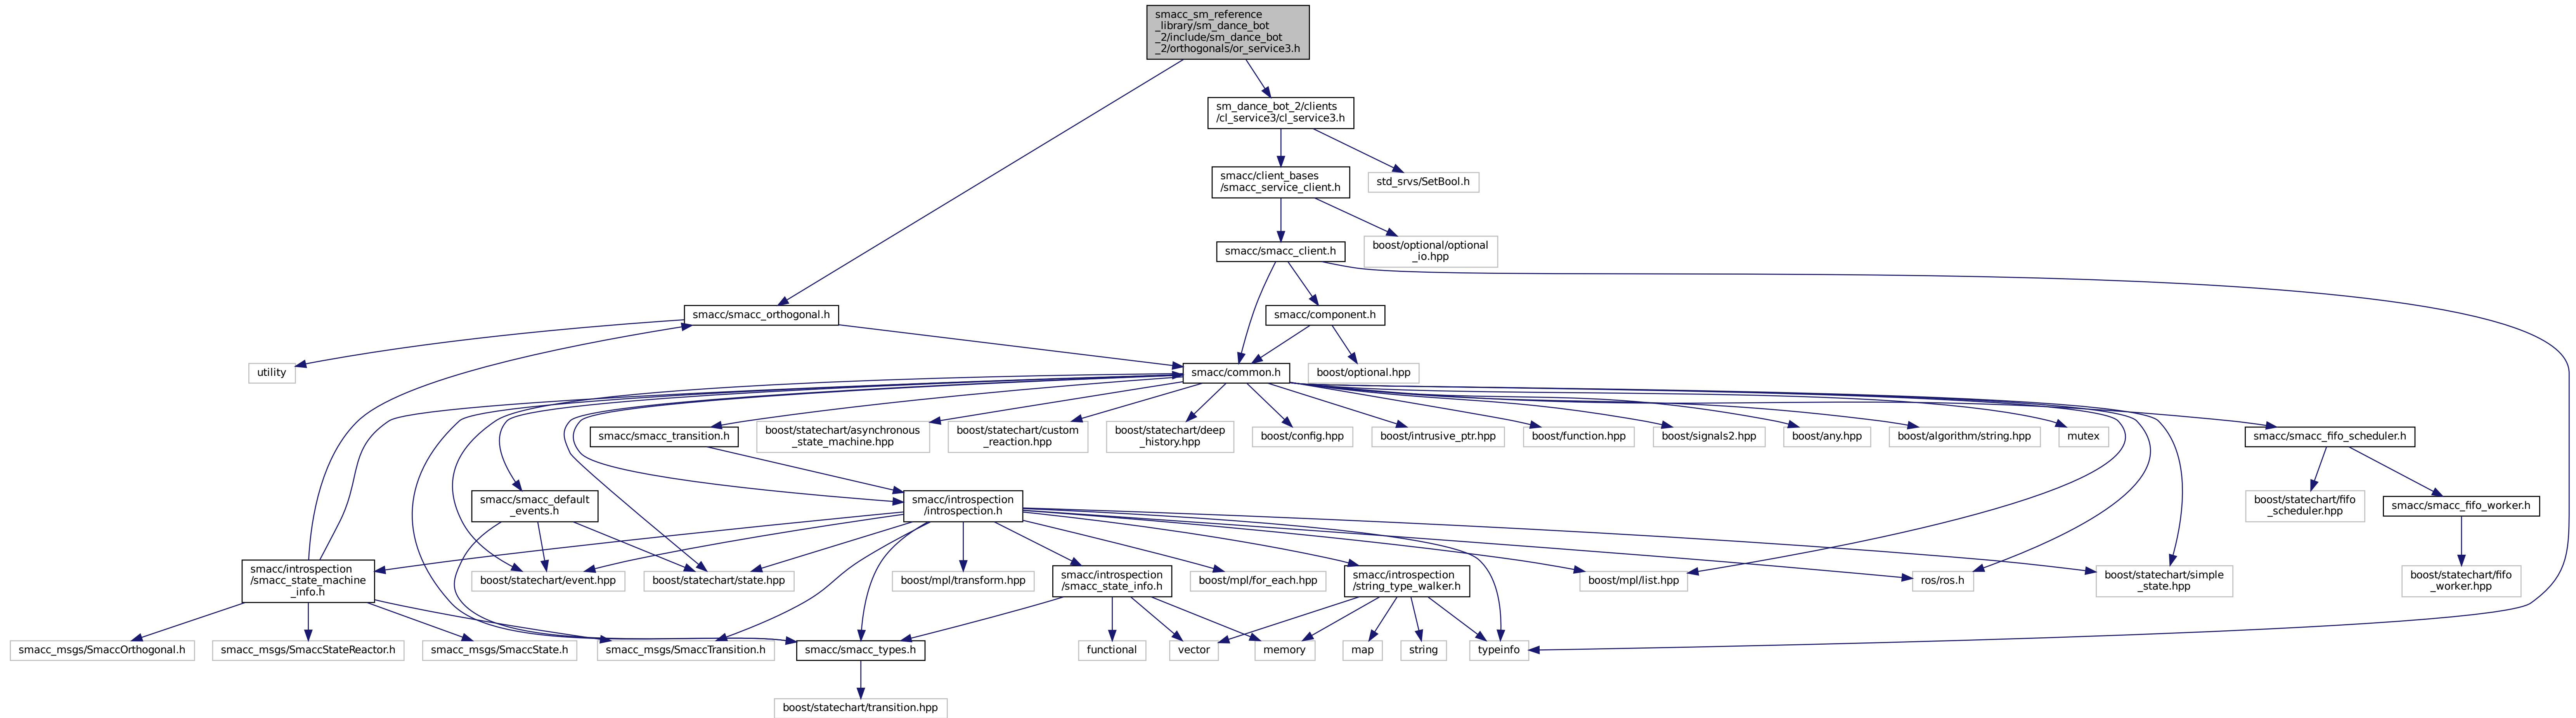 smacc_sm_reference
_library/sm_dance_bot
_2/include/sm_dance_bot
_2/orthogonals/or_service3.h
sm_dance_bot_2/clients
/cl_service3/cl_service3.h
smacc/client_bases
/smacc_service_client.h
std_srvs/SetBool.h
smacc/smacc_client.h
boost/optional/optional
_io.hpp
smacc/smacc_orthogonal.h
smacc/component.h
utility
smacc/common.h
boost/optional.hpp
smacc/smacc_transition.h
boost/statechart/asynchronous
_state_machine.hpp
boost/statechart/custom
_reaction.hpp
boost/statechart/deep
_history.hpp
boost/config.hpp
boost/intrusive_ptr.hpp
boost/function.hpp
boost/signals2.hpp
boost/any.hpp
boost/algorithm/string.hpp
mutex
smacc/smacc_fifo_scheduler.h
smacc/smacc_default
_events.h
smacc/introspection
/introspection.h
boost/statechart/fifo
_scheduler.hpp
smacc/smacc_fifo_worker.h
smacc/introspection
/smacc_state_machine
_info.h
boost/statechart/event.hpp
boost/statechart/state.hpp
boost/mpl/transform.hpp
smacc/introspection
/smacc_state_info.h
boost/mpl/for_each.hpp
smacc/introspection
/string_type_walker.h
boost/mpl/list.hpp
ros/ros.h
boost/statechart/simple
_state.hpp
boost/statechart/fifo
_worker.hpp
smacc_msgs/SmaccOrthogonal.h
smacc_msgs/SmaccStateReactor.h
smacc_msgs/SmaccState.h
smacc_msgs/SmaccTransition.h
smacc/smacc_types.h
functional
vector
memory
map
string
typeinfo
boost/statechart/transition.hpp